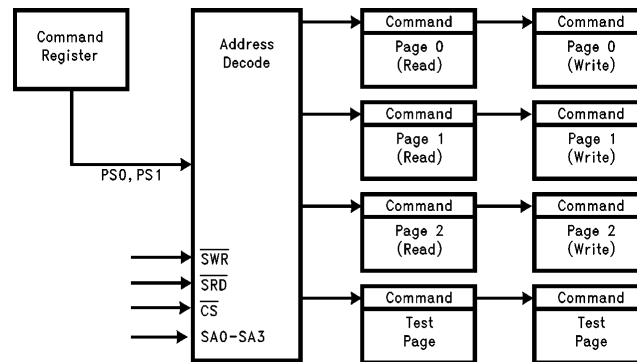 Command
Register
Address
Decode
PS0, PS1
SWR
SRD
CS
SA0-SA3
Command
Page 0
(Read)
Command
Page 0
(Write)
Command
Page 1
(Read)
Command
Page 1
(Write)
Command
Page 2
(Read)
Command
Page 2
(Write)
Command
Test
Page
Command
Test
Page